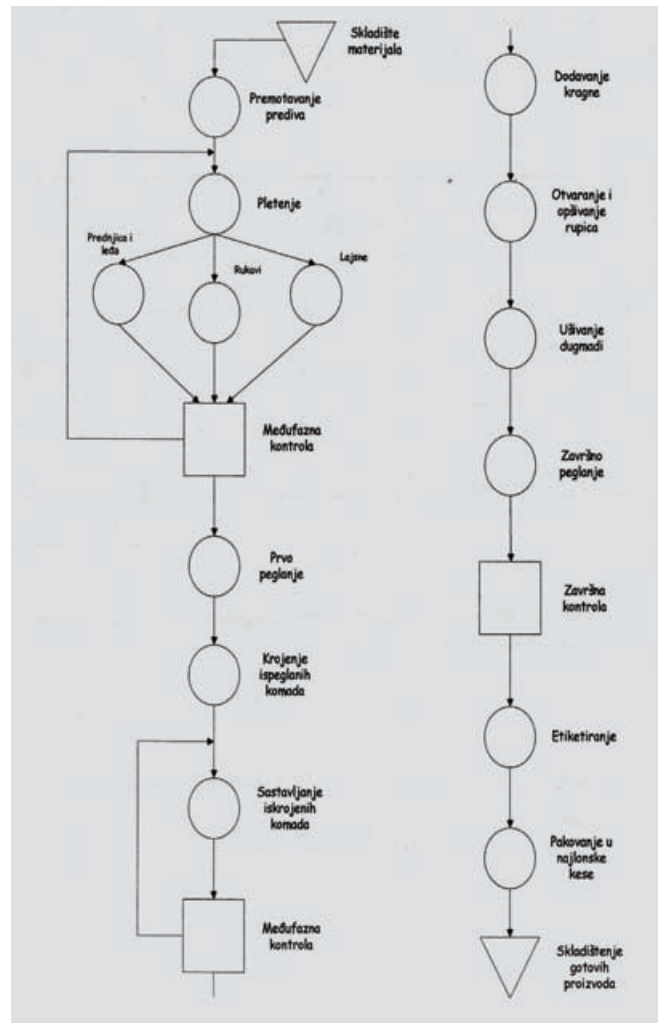 Skladište
materijala
Premotavanje
prediva
Pletenje
Prednjica i
leđa
Rukovi
Lajsne
Međufazna
kontrola
Prvo
peglanje
Krojenje
ispeglanih
komada
Sastavljanje
iskrojenih
komada
Međufazna
kontrola
Dodavanje
kragne
Otvaranje i
opšivanje
rupica
Ušivanje
dugmadi
Završno
peglanje
Završna
kontrola
Etiketiranje
Pakovanje u
najlonske
kese
Skladištenje
gotovih
proizvoda